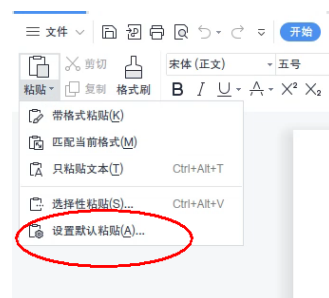 文件 开始
剪切 宋体 (正文) 五号
粘贴 复制 格式刷 B I U A X² X₂
带格式粘贴(K)
匹配当前格式(M)
只粘贴文本(T) Ctrl+Alt+T
选择性粘贴(S)... Ctrl+Alt+V
设置默认粘贴(A)...